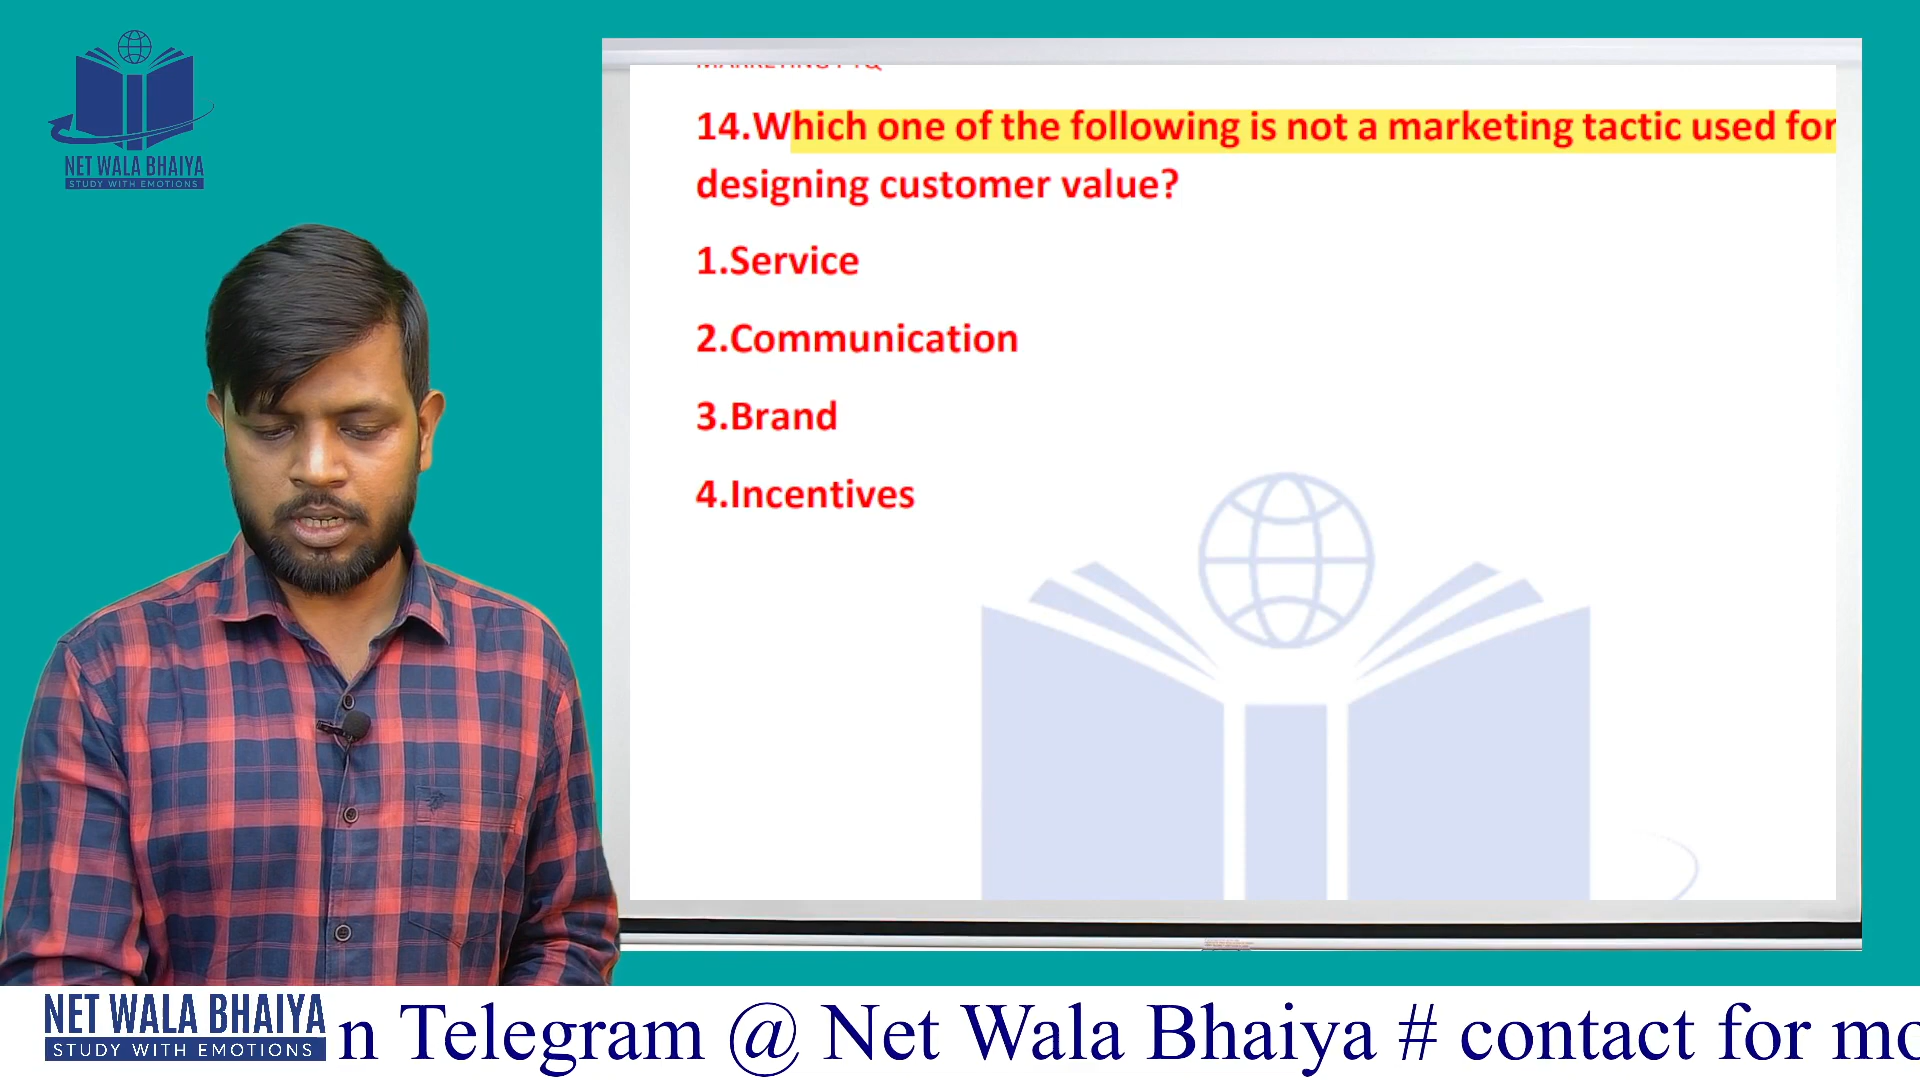 NET WALA BHAIYA
STUDY WITH EMOTIONS
14.Which one of the following is not a marketing tactic used for
designing customer value?
1.Service
2.Communication
3.Brand
4.Incentives
NET WALA BHAIYA
STUDY WITH EMOTIONS
n Telegram @ Net Wala Bhaiya # contact for mo